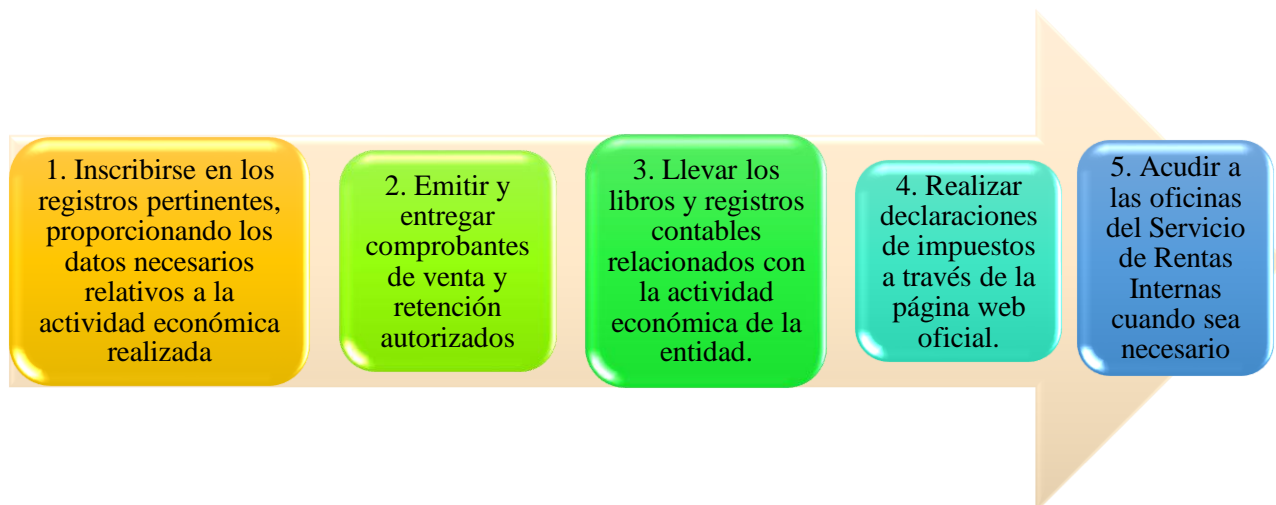 1. Inscribirse en los
registros pertinentes,
proporcionando los
datos necesarios
relativos a la
actividad económica
realizada
2. Emitir y
entregar
comprobantes
de venta y
retención
autorizados
3. Llevar los
libros y registros
contables
relacionados con
la actividad
económica de la
entidad.
4. Realizar
declaraciones
de impuestos
a través de la
página web
oficial.
5. Acudir a
las oficinas
del Servicio
de Rentas
Internas
cuando sea
necesario